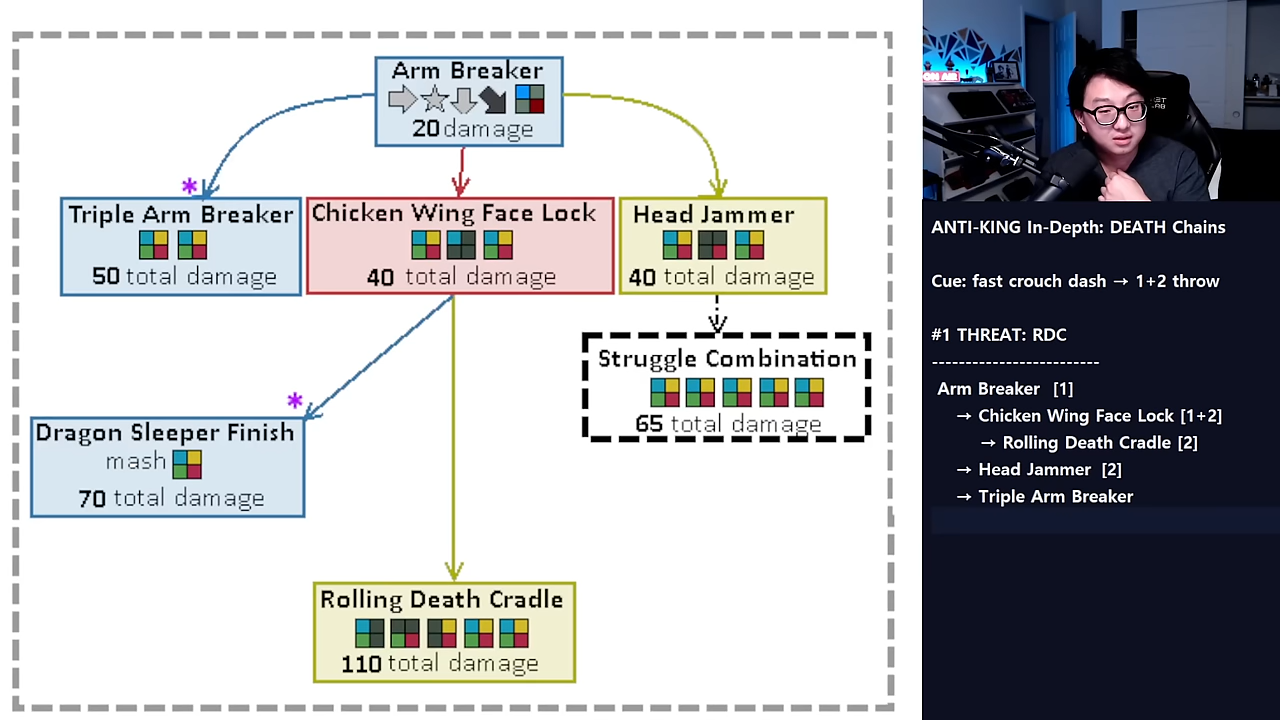 Arm Breaker
20 damage
*
Triple Arm Breaker
50 total damage
Chicken Wing Face Lock
40 total damage
Head Jammer
40 total damage
Struggle Combination
65 total damage
*
Dragon Sleeper Finish
mash
70 total damage
Rolling Death Cradle
110 total damage
ON AIR
ANTI-KING In-Depth: DEATH Chains
Cue: fast crouch dash → 1+2 throw
#1 THREAT: RDC
-------------------------
Arm Breaker [1]
→ Chicken Wing Face Lock [1+2]
→ Rolling Death Cradle [2]
→ Head Jammer [2]
→ Triple Arm Breaker